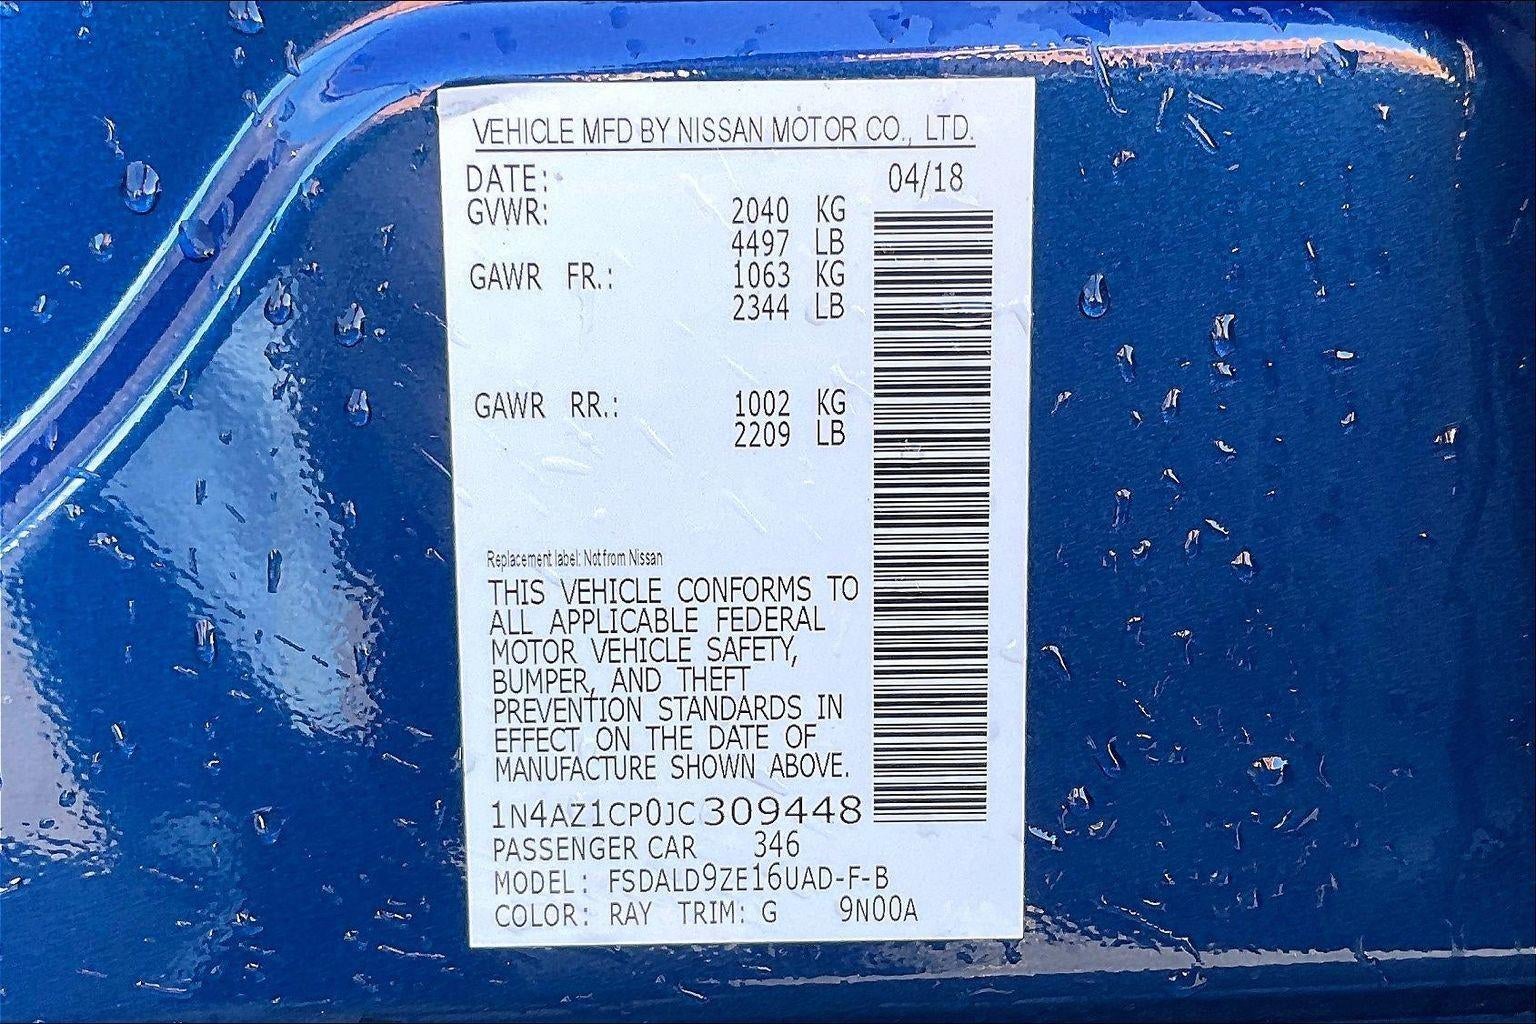 VEHICLE MFD BY NISSAN MOTOR CO., LTD.
DATE: 04/18
GVWR: 2040 KG
4497 LB
GAWR FR.: 1063 KG
2344 LB
GAWR RR.: 1002 KG
2209 LB
Replacement label: Not from Nissan
THIS VEHICLE CONFORMS TO
ALL APPLICABLE FEDERAL
MOTOR VEHICLE SAFETY,
BUMPER, AND THEFT
PREVENTION STANDARDS IN
EFFECT ON THE DATE OF
MANUFACTURE SHOWN ABOVE.
1N4AZ1CP0JC309448
PASSENGER CAR 346
MODEL: FSDALD9ZE16UAD-F-B
COLOR: RAY TRIM: G 9N00A